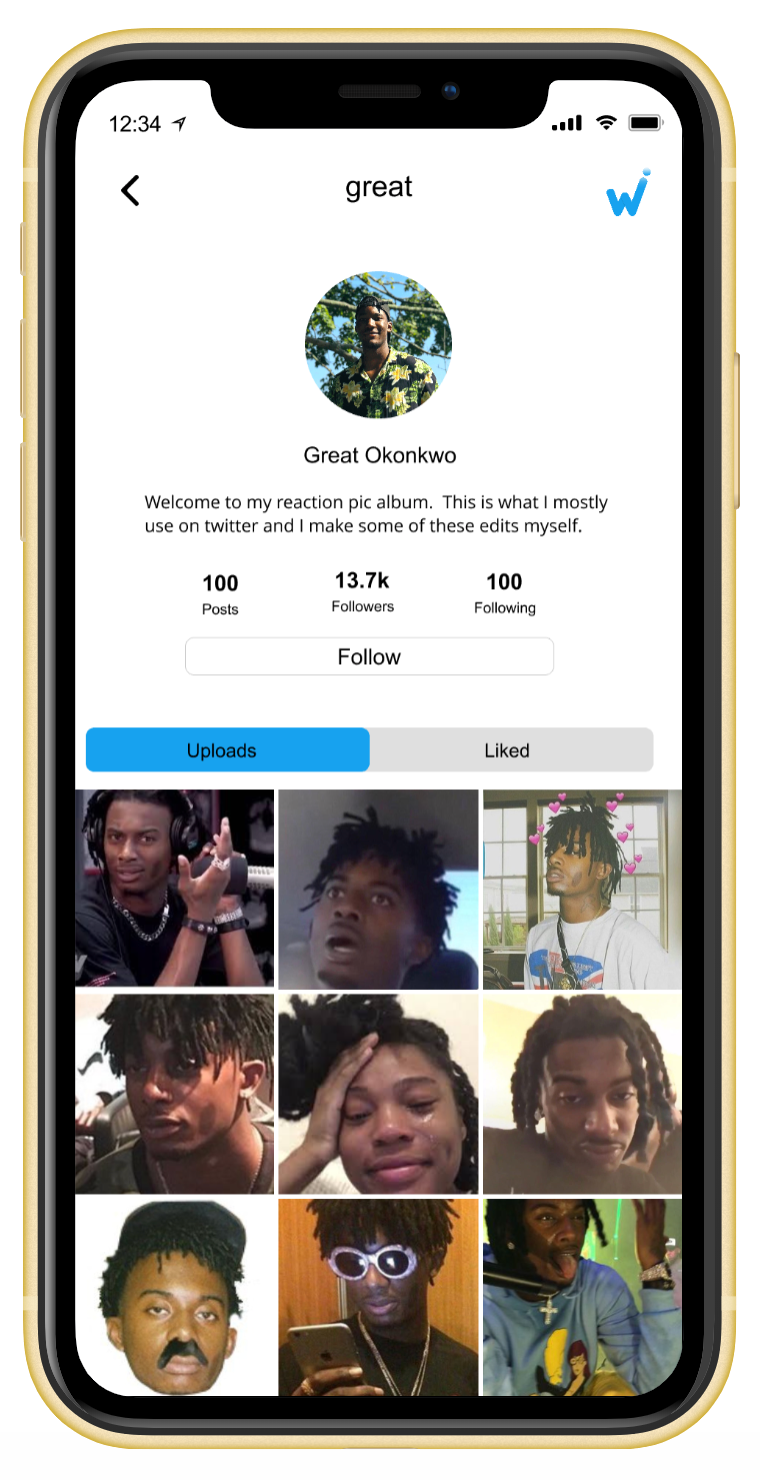 12:34
great
Great Okonkwo
Welcome to my reaction pic album. This is what I mostly
use on twitter and I make some of these edits myself.
100 13.7k 100
Posts Followers Following
Follow
Uploads Liked